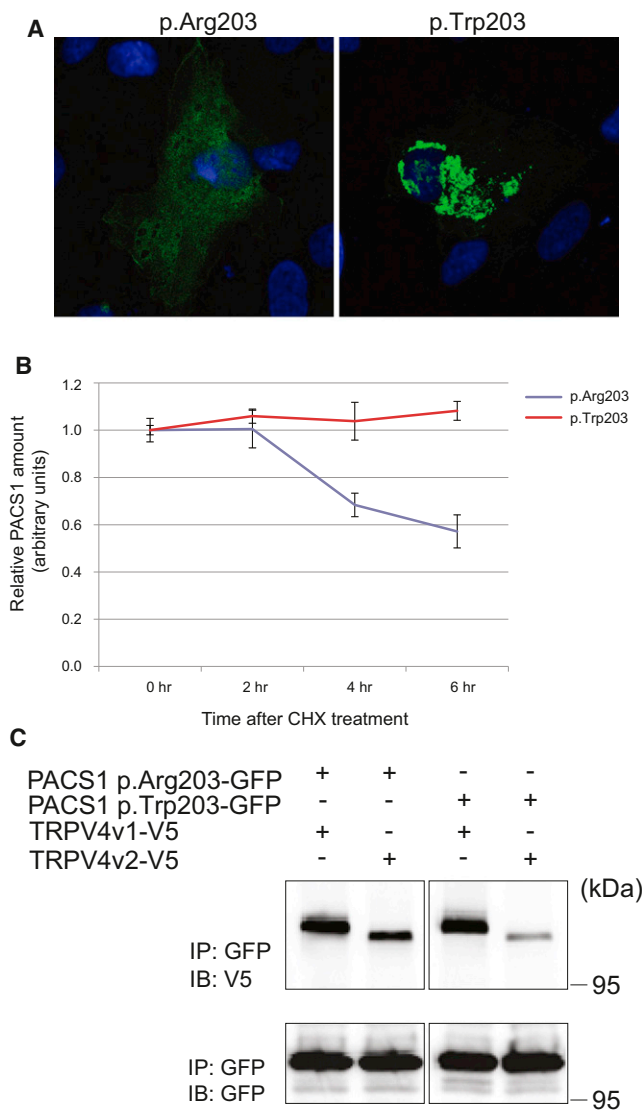 A
p.Arg203 p.Trp203
B
Relative PACS1 amount
(arbitrary units)
1.2
1.0
0.8
0.6
0.4
0.2
0.0
0 hr 2 hr 4 hr 6 hr
Time after CHX treatment
p.Arg203
p.Trp203
C
PACS1 p.Arg203-GFP + + - -
PACS1 p.Trp203-GFP - - + +
TRPV4v1-V5 + - + -
TRPV4v2-V5 - + - +
(kDa)
IP: GFP
IB: V5
95
IP: GFP
IB: GFP
95